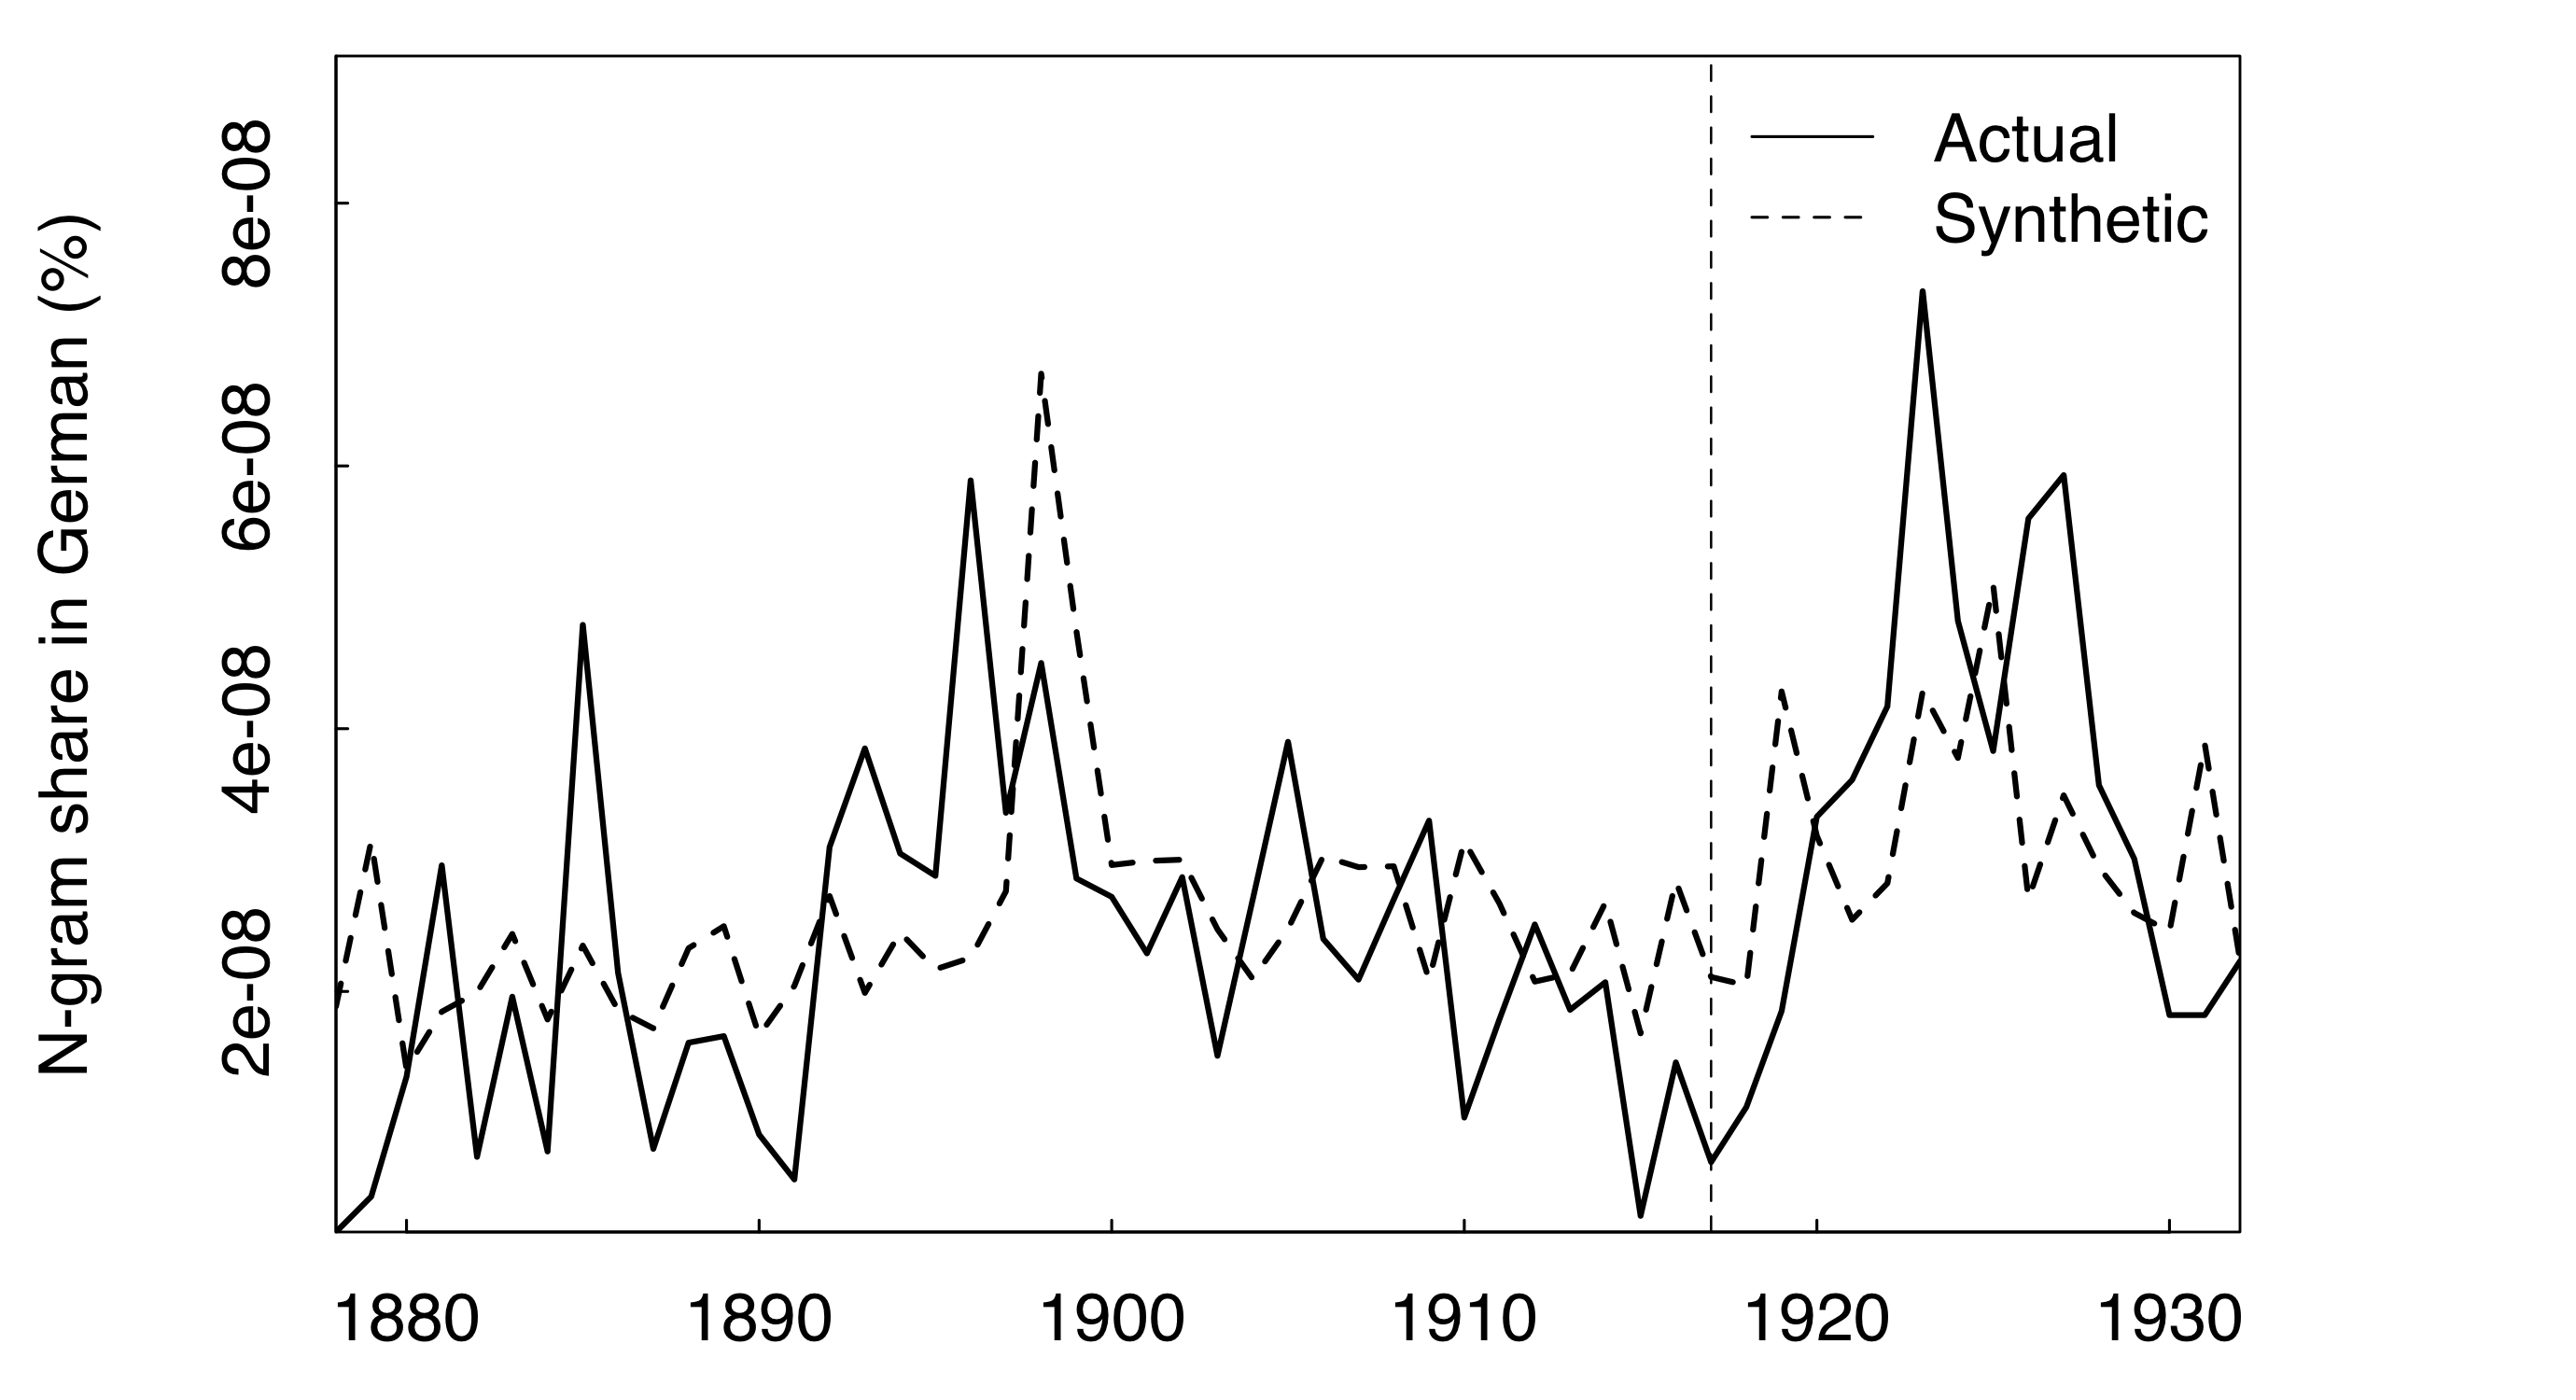 N-gram share in German (%)
8e-08
6e-08
4e-08
2e-08
Actual
Synthetic
1880 1890 1900 1910 1920 1930